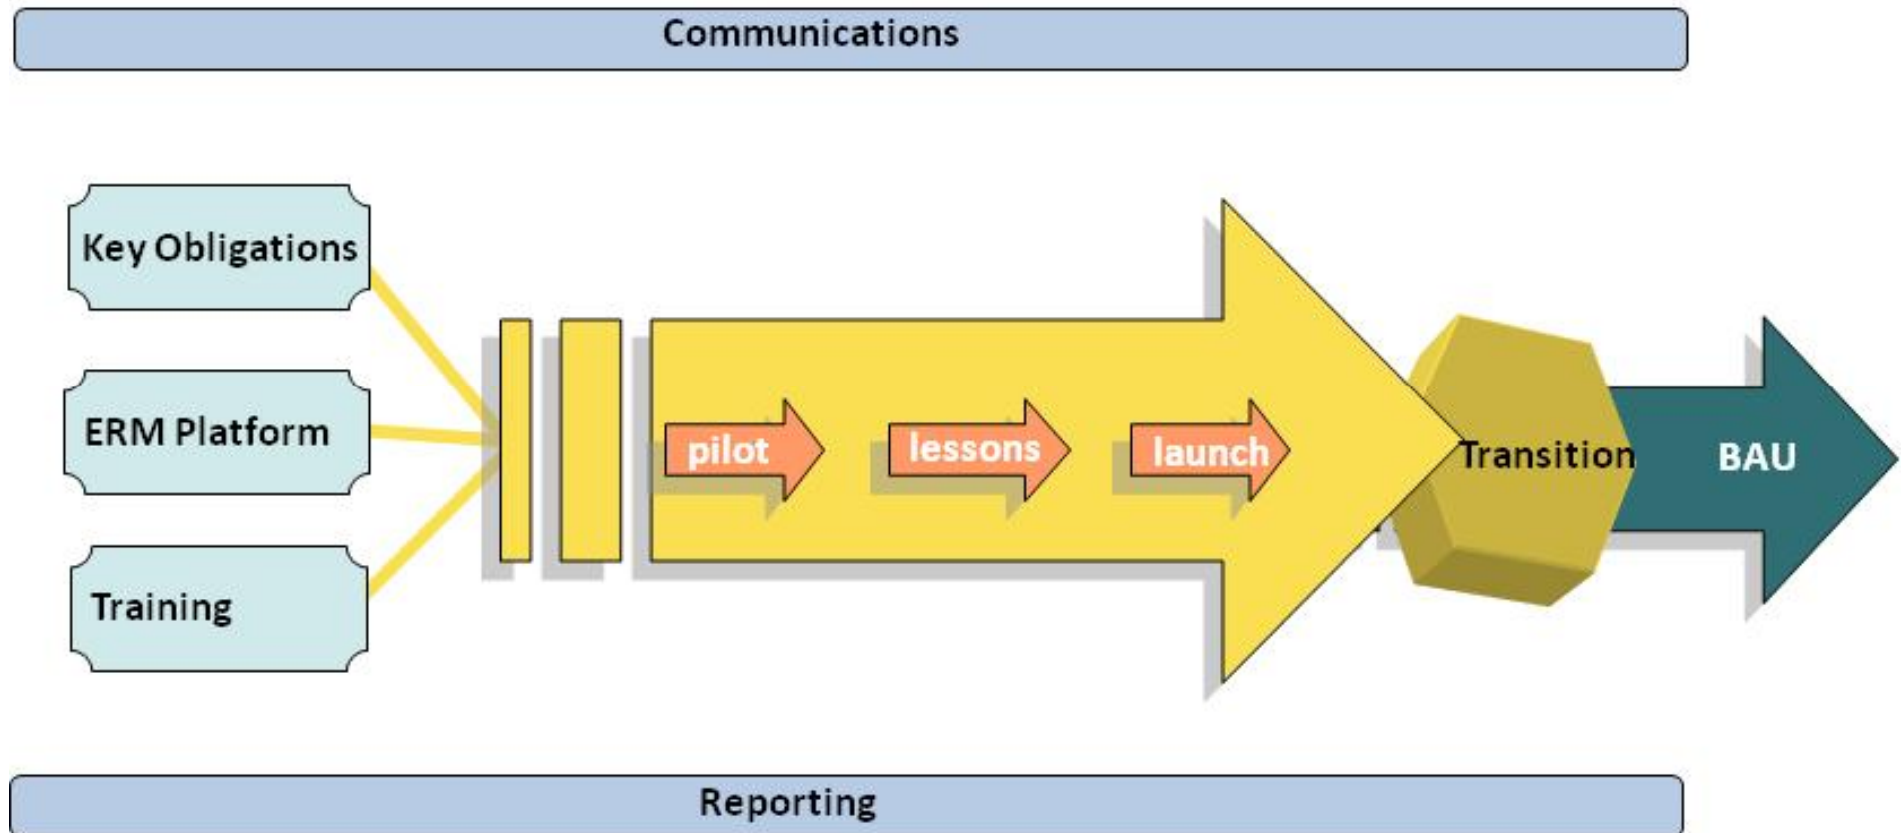 Communications
Key Obligations
ERM Platform
Training
pilot
lessons
launch
Transition
BAU
Reporting